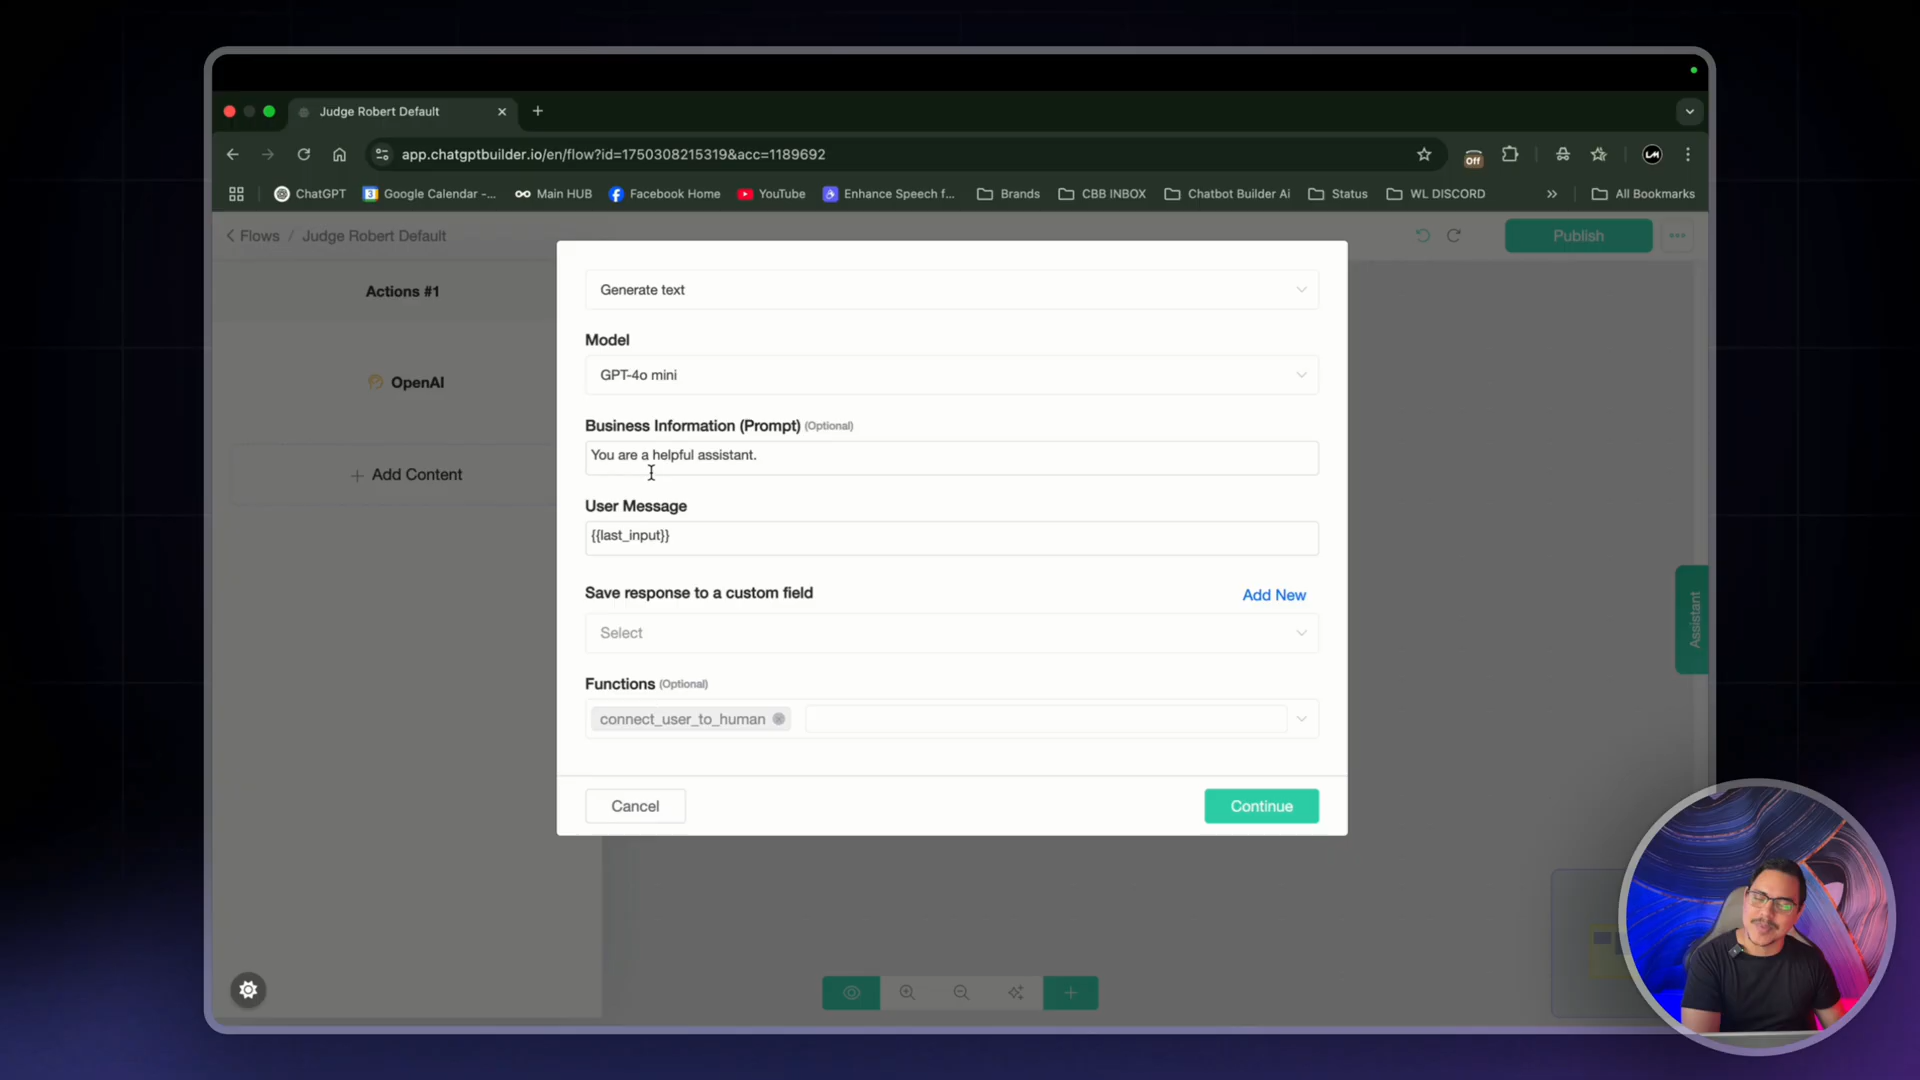 Judge Robert Default
app.chatgptbuilder.io/en/flow?id=1750308215319&acc=1189692
Off
LM
ChatGPT
3 Google Calendar -...
Main HUB
Facebook Home
YouTube
Enhance Speech f...
Brands
CBB INBOX
Chatbot Builder Ai
Status
WL DISCORD
All Bookmarks
Flows / Judge Robert Default
Publish
Actions #1
OpenAI
+ Add Content
Generate text
Model
GPT-4o mini
Business Information (Prompt) (Optional)
You are a helpful assistant.
User Message
{{last_input}}
Save response to a custom field
Add New
Select
Functions (Optional)
connect_user_to_human
Cancel
Continue
Assistant